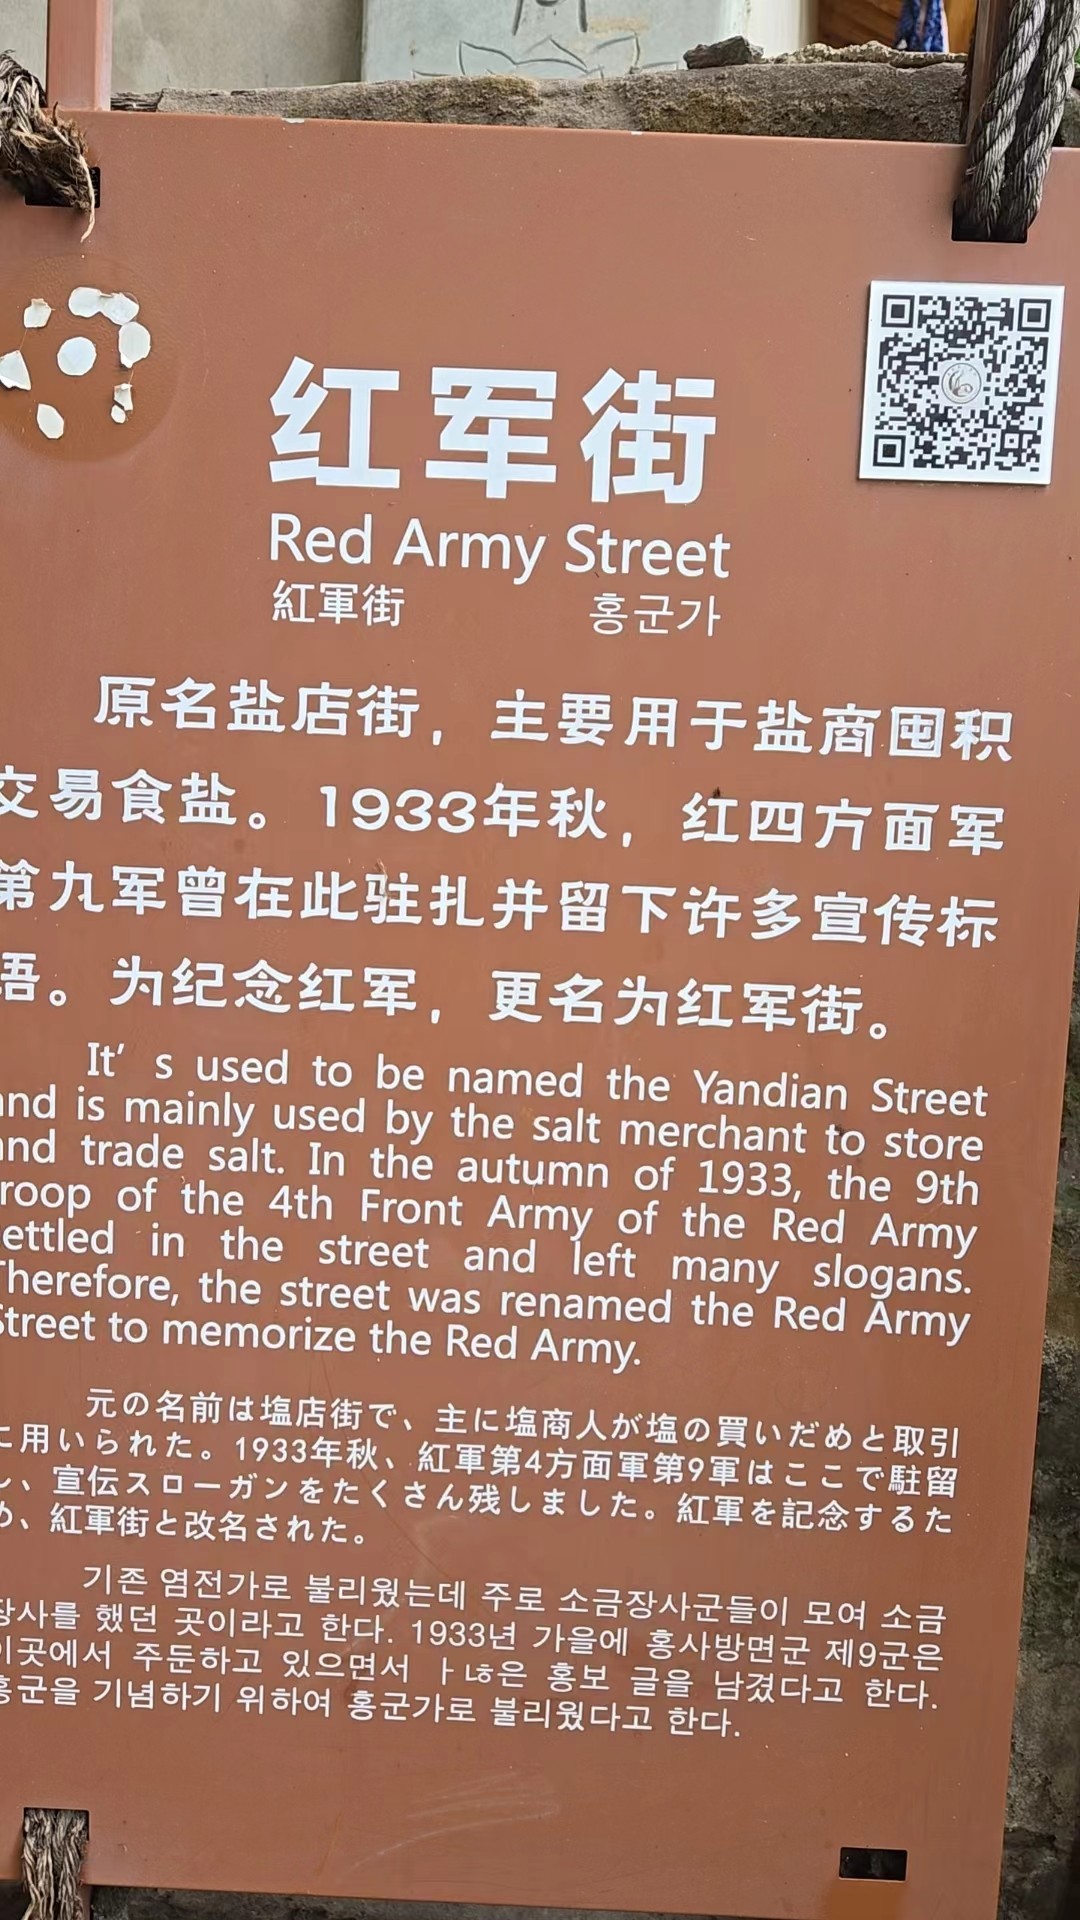 红军街
Red Army Street
紅軍街 홍군가
原名盐店街，主要用于盐商囤积
交易食盐。1933年秋，红四方面军
第九军曾在此驻扎并留下许多宣传标
语。为纪念红军，更名为红军街。
It's used to be named the Yandian Street
and is mainly used by the salt merchant to store
and trade salt. In the autumn of 1933, the 9th
roop of the 4th Front Army of the Red Army
ettled in the street and left many slogans.
Therefore, the street was renamed the Red Army
Street to memorize the Red Army.
元の名前は塩店街で、主に塩商人が塩の買いだめと取引
に用いられた。1933年秋、紅軍第4方面軍第9軍はここで駐留
し、宣伝スローガンをたくさん残しました。紅軍を記念するた
め、紅軍街と改名された。
기존 염전가로 불리웠는데 주로 소금장사군들이 모여 소금
장사를 했던 곳이라고 한다. 1933년 가을에 홍사방면군 제9군은
이곳에서 주둔하고 있으면서 ㅏㄶ은 홍보 글을 남겼다고 한다.
홍군을 기념하기 위하여 홍군가로 불리웠다고 한다.